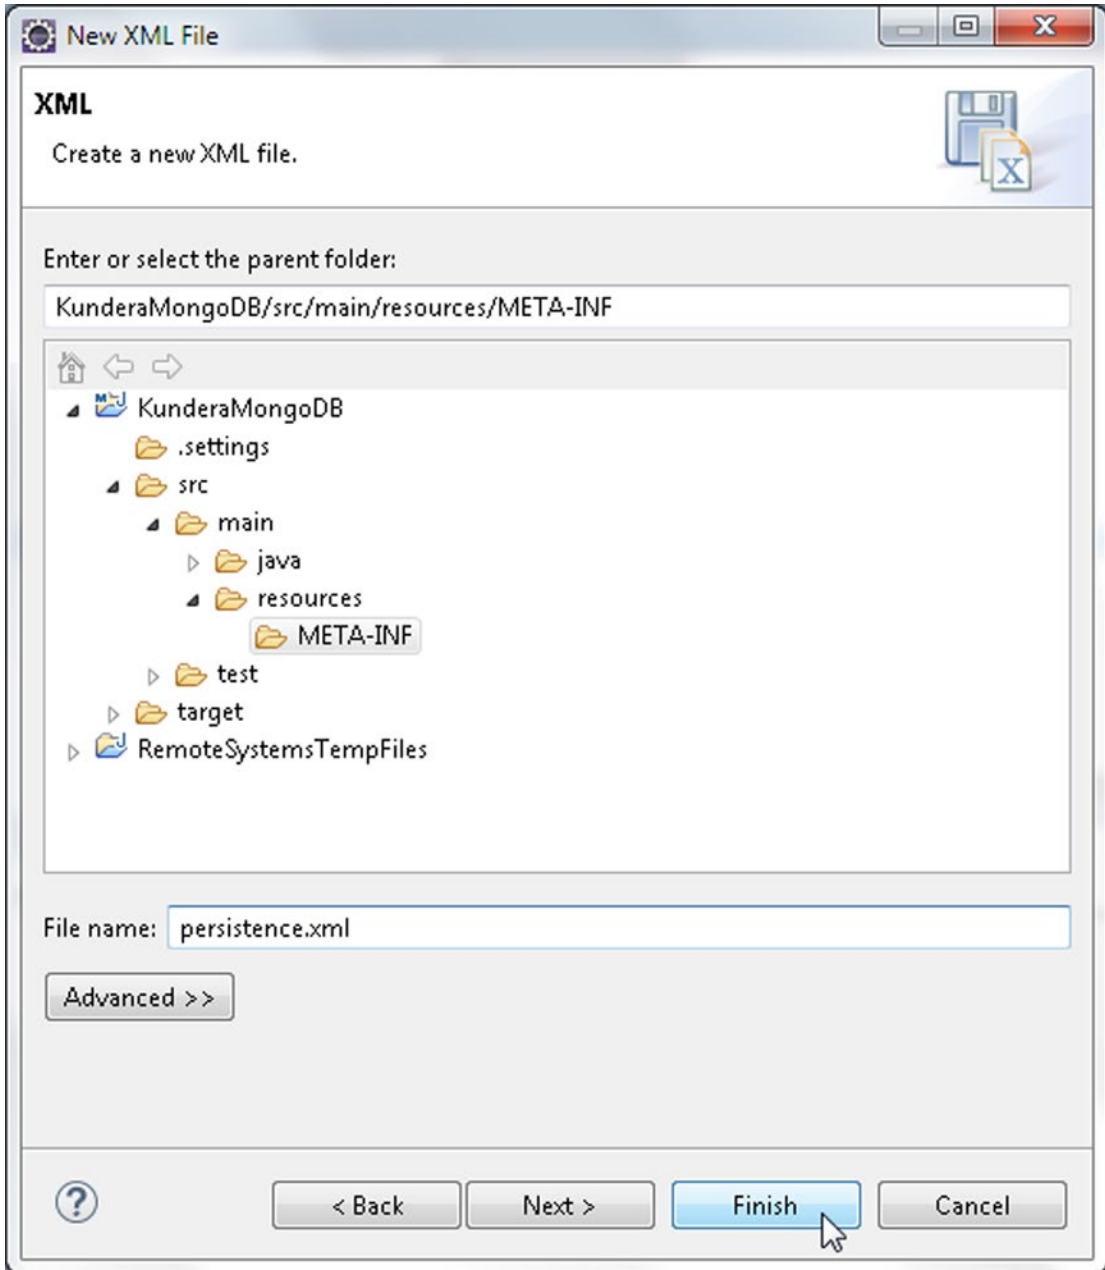 New XML File
XML
Create a new XML file.
X
Enter or select the parent folder:
KunderaMongoDB/src/main/resources/META-INF
KunderaMongoDB
.settings
src
main
java
resources
META-INF
test
target
RemoteSystemsTempFiles
File name: persistence.xml
Advanced >>
? < Back Next > Finish Cancel